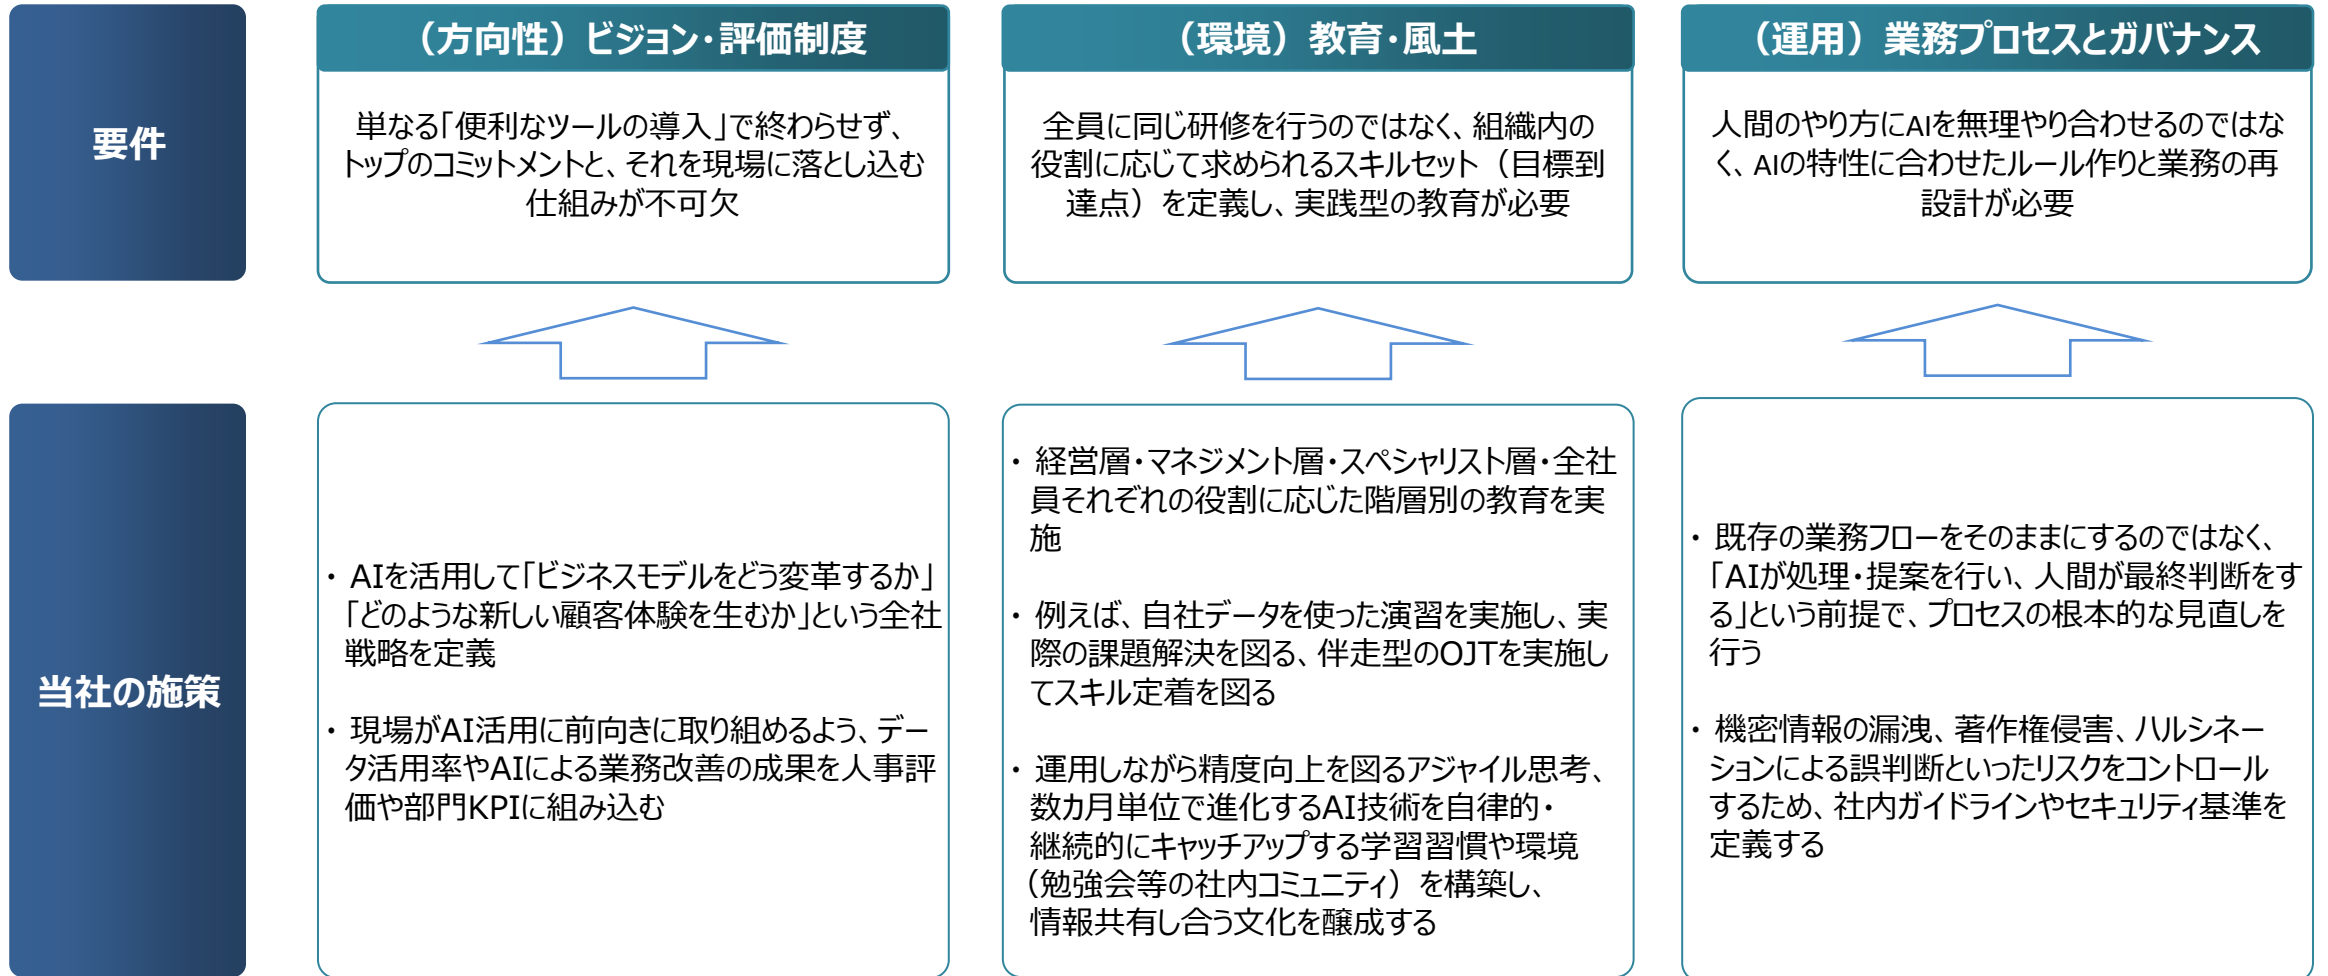 要件
(方向性)ビジョン・評価制度
単なる「便利なツールの導入」で終わらせず、
トップのコミットメントと、それを現場に落とし込む
仕組みが不可欠
(環境)教育・風土
全員に同じ研修を行うのではなく、組織内の
役割に応じて求められるスキルセット(目標到
達点)を定義し、実践型の教育が必要
(運用)業務プロセスとガバナンス
人間のやり方にAIを無理やり合わせるのではな
く、AIの特性に合わせたルール作りと業務の再
設計が必要
当社の施策
・AIを活用して「ビジネスモデルをどう変革するか」
「どのような新しい顧客体験を生むか」という全社
戦略を定義
・現場がAI活用に前向きに取り組めるよう、デー
タ活用率やAIによる業務改善の成果を人事評
価や部門KPIに組み込む
・経営層・マネジメント層・スペシャリスト層・全社
員それぞれの役割に応じた階層別の教育を実
施
・例えば、自社データを使った演習を実施し、実
際の課題解決を図る、伴走型のOJTを実施し
てスキル定着を図る
・運用しながら精度向上を図るアジャイル思考、
数カ月単位で進化するAI技術を自律的・
継続的にキャッチアップする学習習慣や環境
(勉強会等の社内コミュニティ)を構築し、
情報共有し合う文化を醸成する
・既存の業務フローをそのままにするのではなく、
「AIが処理・提案を行い、人間が最終判断をす
る」という前提で、プロセスの根本的な見直しを
行う
・機密情報の漏洩、著作権侵害、ハルシネー
ションによる誤判断といったリスクをコントロール
するため、社内ガイドラインやセキュリティ基準を
定義する